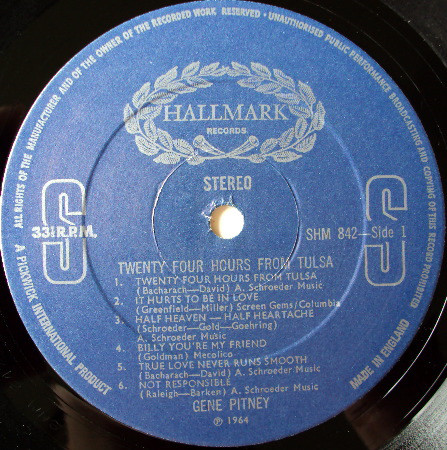 ALL RIGHTS OF THE MANUFACTURER AND OF THE OWNER OF THE RECORDED WORK RESERVED - UNAUTHORISED PUBLIC PERFORMANCE BROADCASTING AND COPYING OF THIS RECORD PROHIBITED
HALLMARK
RECORDS
STEREO
S
S
33⅓ R.P.M.
SHM 842—Side 1
TWENTY FOUR HOURS FROM TULSA
1. TWENTY FOUR HOURS FROM TULSA
(Bacharach—David) A. Schroeder Music
2. IT HURTS TO BE IN LOVE
(Greenfield—Miller) Screen Gems/Columbia
3. HALF HEAVEN — HALF HEARTACHE
(Schroeder—Gold—Goehring)
A. Schroeder Music
4. BILLY YOU'RE MY FRIEND
(Goldman) Mecolico
5. TRUE LOVE NEVER RUNS SMOOTH
(Bacharach—David) A. Schroeder Music
6. NOT RESPONSIBLE
(Raleigh—Barken) A. Schroeder Music
GENE PITNEY
℗ 1964
A PICKWICK INTERNATIONAL PRODUCT
MADE IN ENGLAND